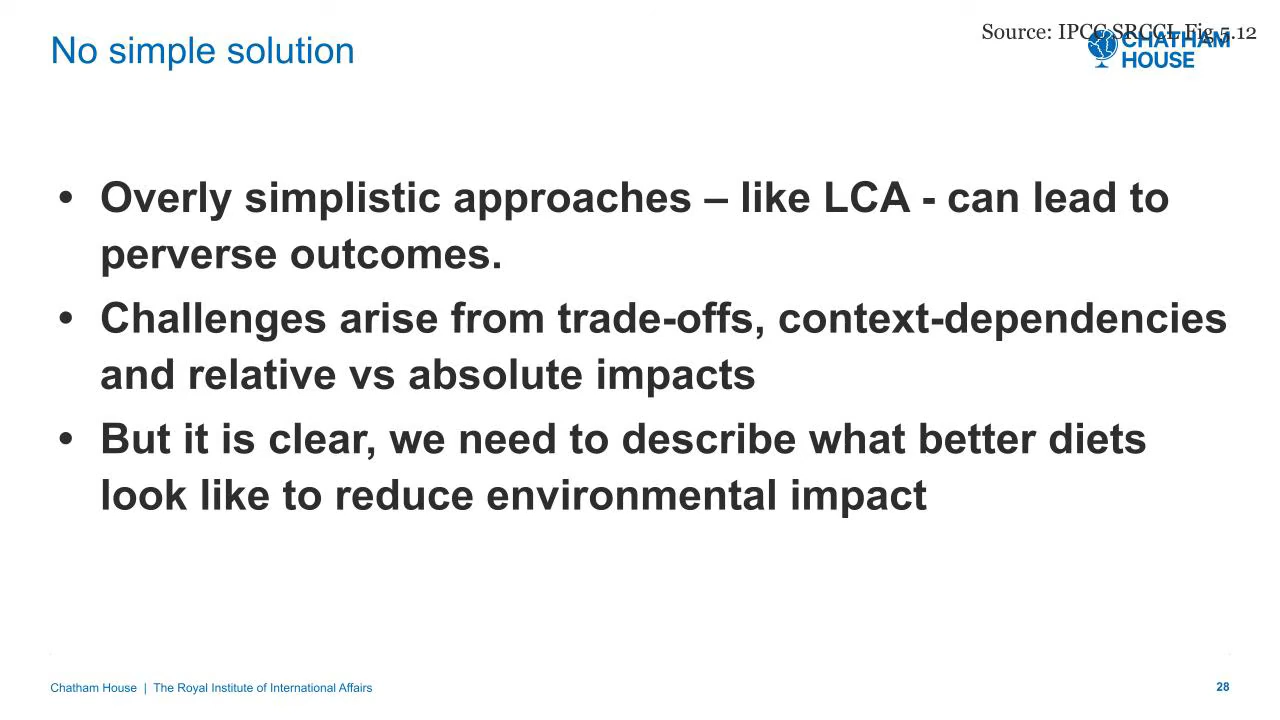 No simple solution
Source: IPCC SRCCL Fig 5.12
CHATHAM
HOUSE
• Overly simplistic approaches – like LCA - can lead to
perverse outcomes.
• Challenges arise from trade-offs, context-dependencies
and relative vs absolute impacts
• But it is clear, we need to describe what better diets
look like to reduce environmental impact
Chatham House | The Royal Institute of International Affairs
28